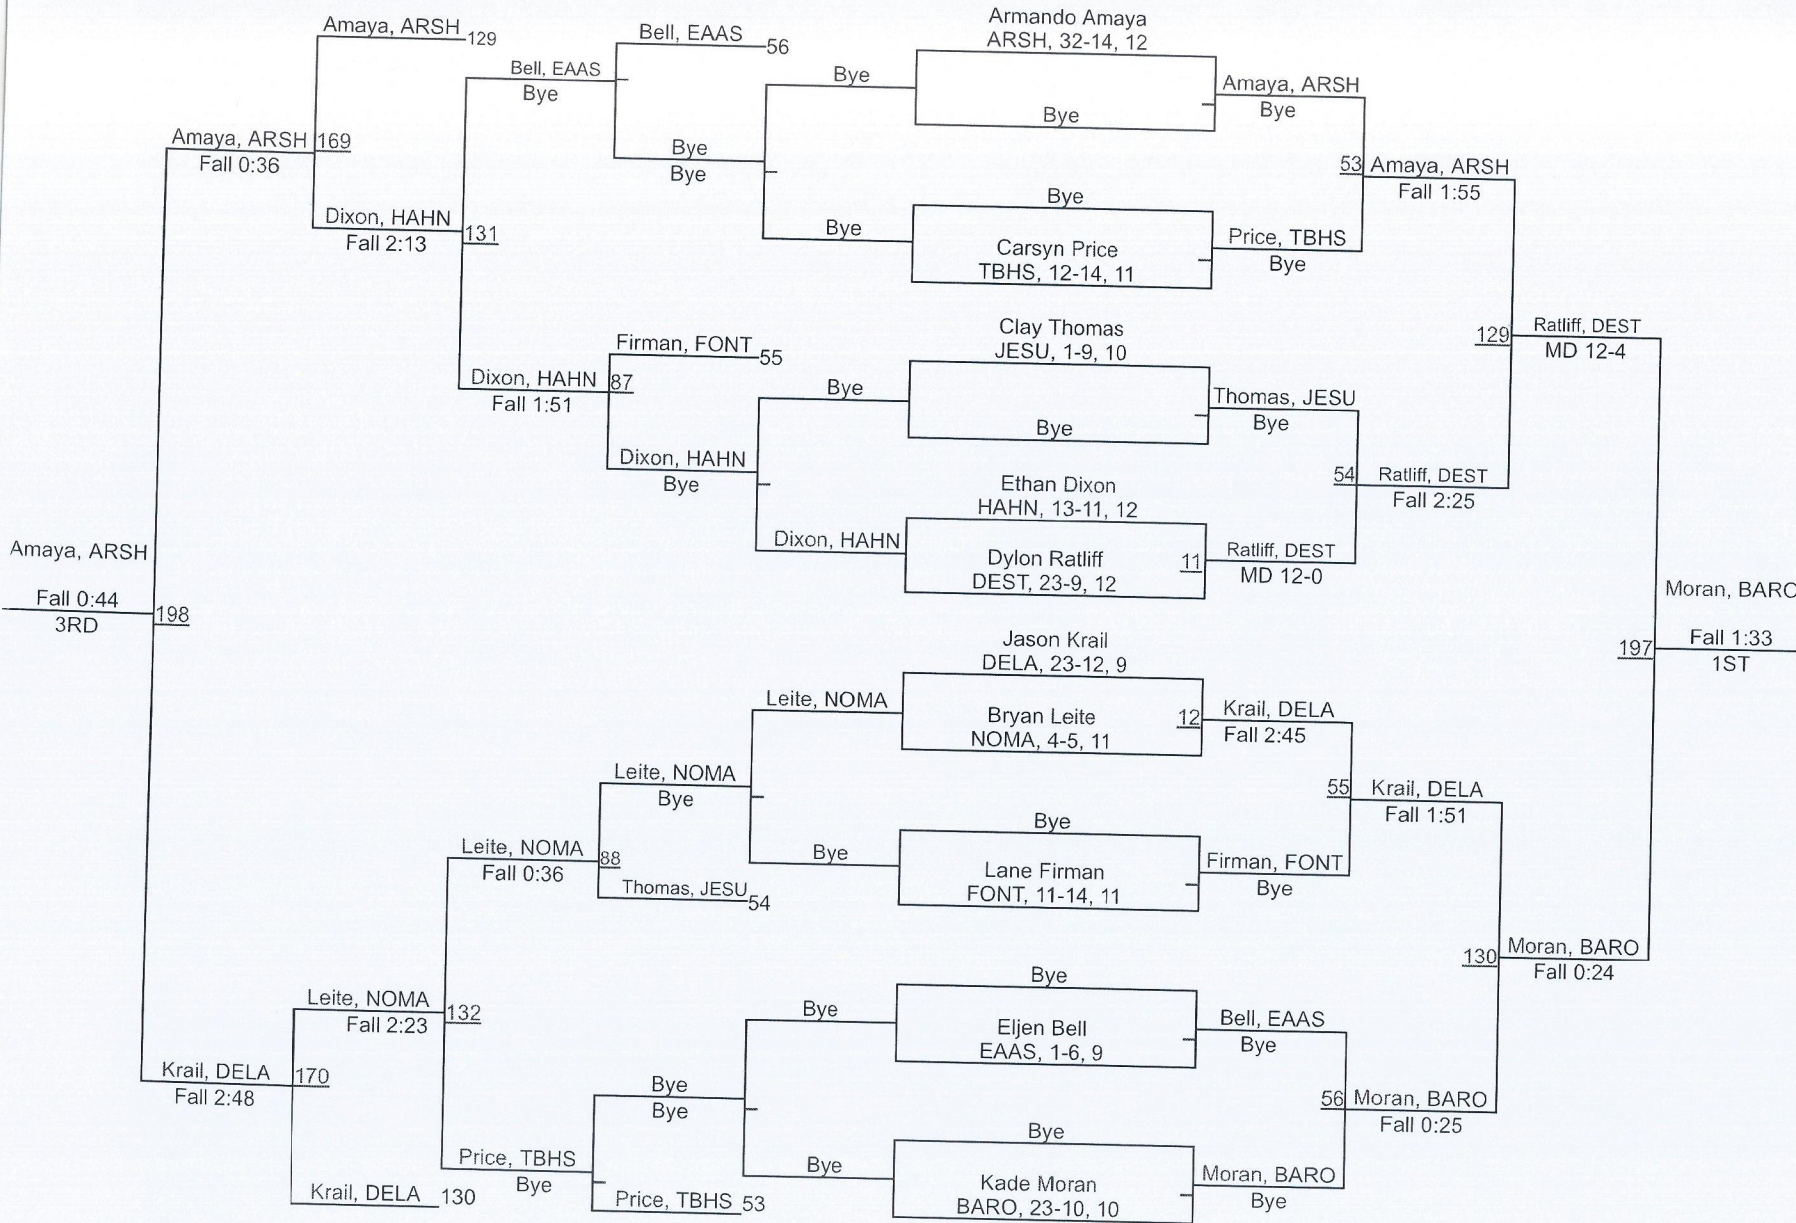 Armando Amaya
ARSH, 32-14, 12
Amaya, ARSH
129
Bell, EAAS
56
Bell, EAAS
Bye
Bye
Bye
Amaya, ARSH
Bye
Amaya, ARSH
169
Fall 0:36
Bye
Bye
53
Amaya, ARSH
Fall 1:55
Bye
Dixon, HAHN
131
Fall 2:13
Bye
Carsyn Price
TBHS, 12-14, 11
Price, TBHS
Bye
Clay Thomas
JESU, 1-9, 10
129
Ratliff, DEST
MD 12-4
Firman, FONT
55
Dixon, HAHN
87
Fall 1:51
Bye
Bye
Thomas, JESU
Bye
Dixon, HAHN
Bye
54
Ratliff, DEST
Fall 2:25
Ethan Dixon
HAHN, 13-11, 12
Dixon, HAHN
Dylon Ratliff
DEST, 23-9, 12
11
Ratliff, DEST
MD 12-0
Amaya, ARSH
Fall 0:44
198
3RD
Moran, BARO
197
Fall 1:33
1ST
Jason Krail
DELA, 23-12, 9
Leite, NOMA
Bryan Leite
NOMA, 4-5, 11
12
Krail, DELA
Fall 2:45
Leite, NOMA
Bye
55
Krail, DELA
Fall 1:51
Bye
Leite, NOMA
88
Fall 0:36
Bye
Lane Firman
FONT, 11-14, 11
Firman, FONT
Bye
Thomas, JESU
54
130
Moran, BARO
Fall 0:24
Bye
Leite, NOMA
132
Fall 2:23
Bye
Eljen Bell
EAAS, 1-6, 9
Bell, EAAS
Bye
Krail, DELA
170
Fall 2:48
Bye
Bye
56
Moran, BARO
Fall 0:25
Bye
Price, TBHS
Bye
Bye
Kade Moran
BARO, 23-10, 10
Moran, BARO
Bye
Krail, DELA
130
Price, TBHS
53